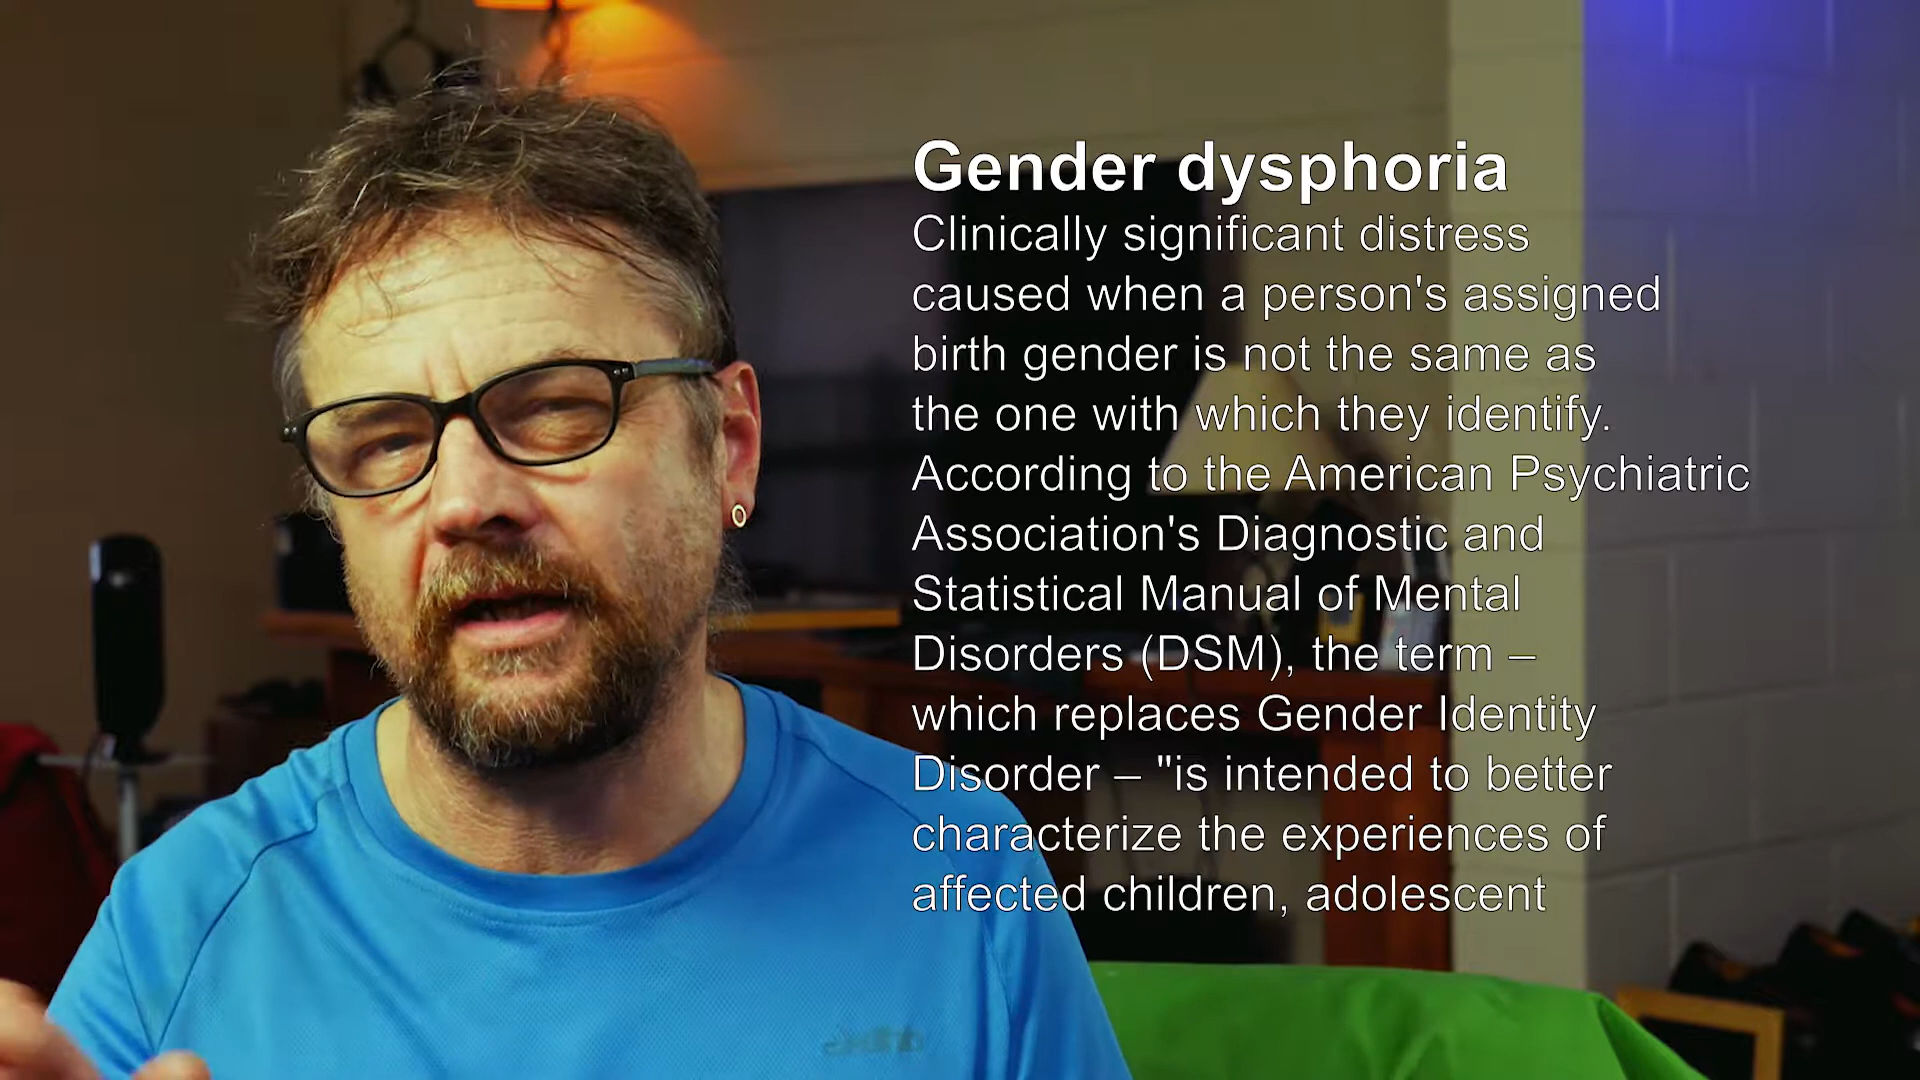 Gender dysphoria
Clinically significant distress
caused when a person's assigned
birth gender is not the same as
the one with which they identify.
According to the American Psychiatric
Association's Diagnostic and
Statistical Manual of Mental
Disorders (DSM), the term –
which replaces Gender Identity
Disorder – "is intended to better
characterize the experiences of
affected children, adolescent